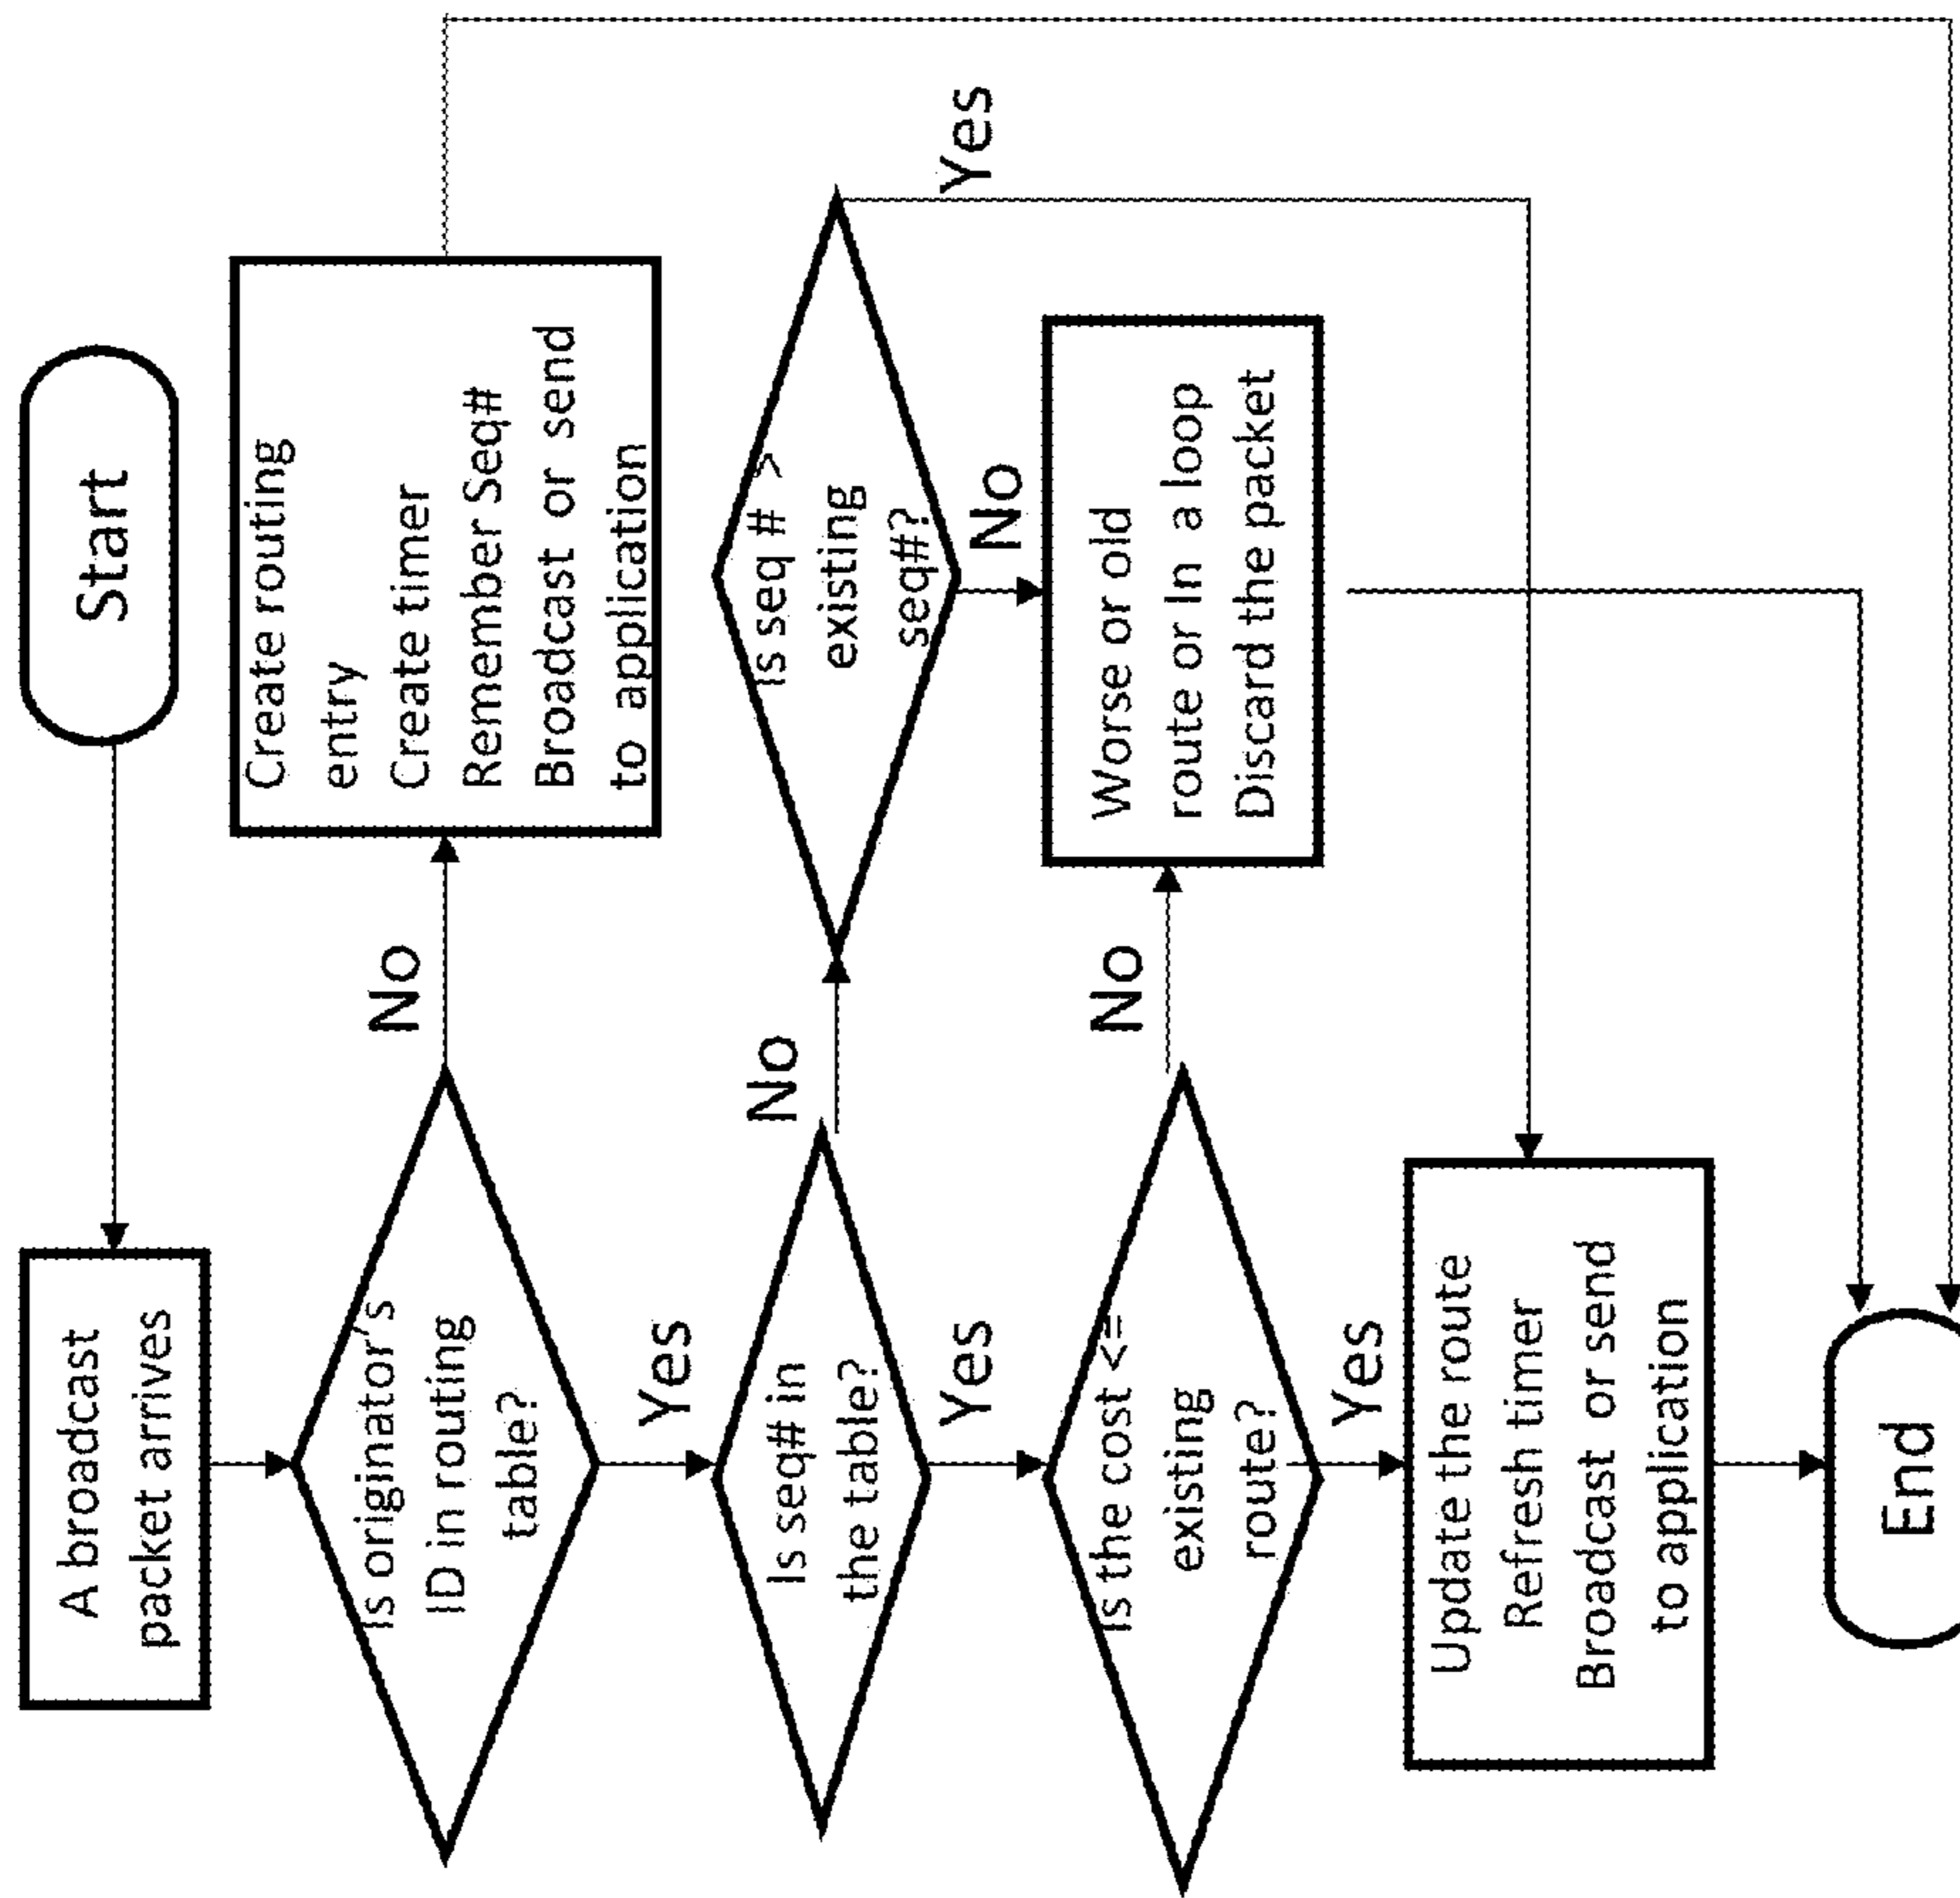 Start
A broadcast
packet arrives
Is originator's
ID in routing
table?
No
Create routing
entry
Create timer
Remember Seq#
Broadcast or send
to application
Yes
Is seq# in
the table?
No
Is seq # >
existing
seq#?
Yes
No
Yes
Is the cost <=
existing
route?
No
Worse or old
route or In a loop
Discard the packet
Yes
Update the route
Refresh timer
Broadcast or send
to application
End